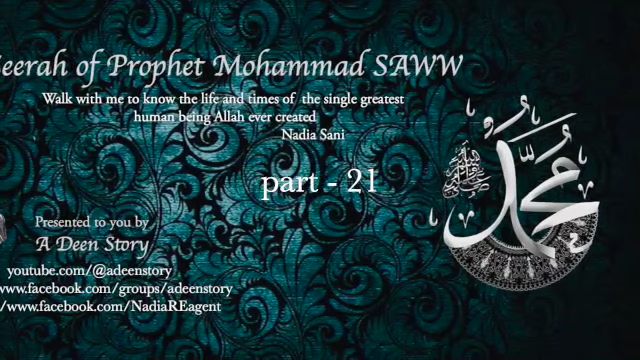 eerah of Prophet Mohammad SAWW
Walk with me to know the life and times of the single greatest
human being Allah ever created
Nadia Sani
part - 21
محمد
Presented to you by
A Deen Story
youtube.com/@adeenstory
ww.facebook.com/groups/adeenstory
/www.facebook.com/NadiaREagent